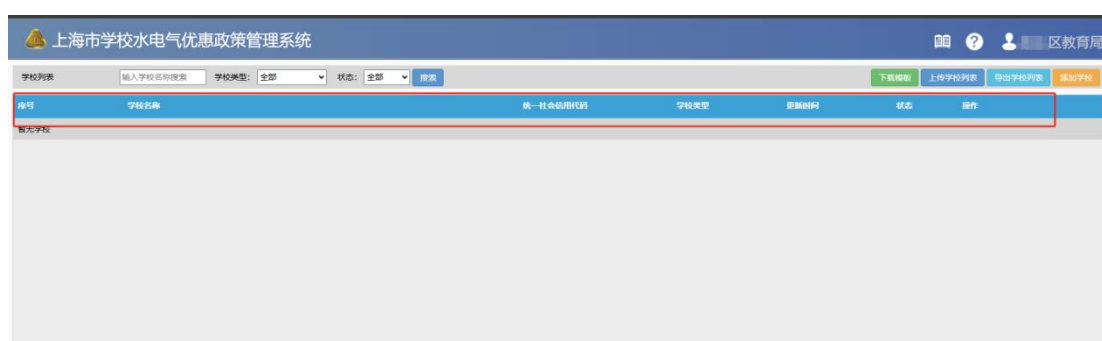 上海市学校水电气优惠政策管理系统 区教育局
学校列表 输入学校名称搜索 学校类型: 全部 状态: 全部 搜索 下载模板 上传学校列表 导出学校列表 添加学校
序号 学校名称 统一社会信用代码 学校类型 更新时间 状态 操作
暂无学校